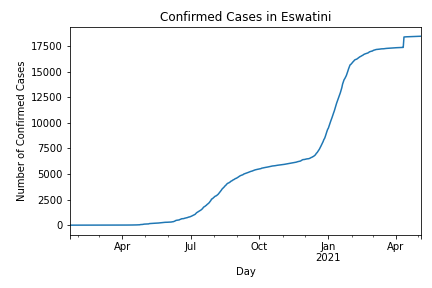 Confirmed Cases in Eswatini
17500
15000
12500
10000
7500
5000
2500
0
Number of Confirmed Cases
Apr Jul Oct Jan Apr
2021
Day